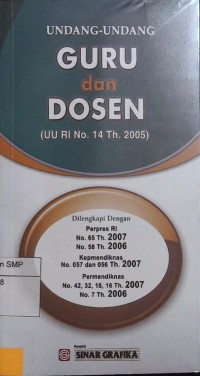 UNDANG-UNDANG
GURU
dan
DOSEN
(UU RI No. 14 Th. 2005)
Dilengkapi Dengan
Perpres RI
No. 65 Th. 2007
No. 58 Th. 2006
Kepmendiknas
No. 057 dan 056 Th. 2007
Permendiknas
No. 42, 32, 18, 16 Th. 2007
No. 7 Th. 2006
n SMP
8
Penerbit
SINAR GRAFIKA